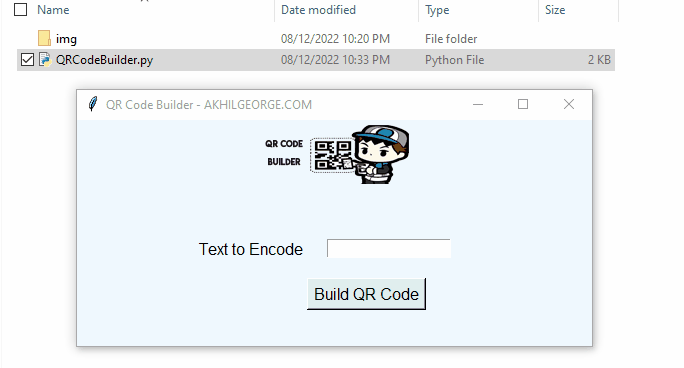 Name Date modified Type Size
img 08/12/2022 10:20 PM File folder
QRCodeBuilder.py 08/12/2022 10:33 PM Python File 2 KB
QR Code Builder - AKHILGEORGE.COM
QR CODE
BUILDER
Text to Encode
Build QR Code